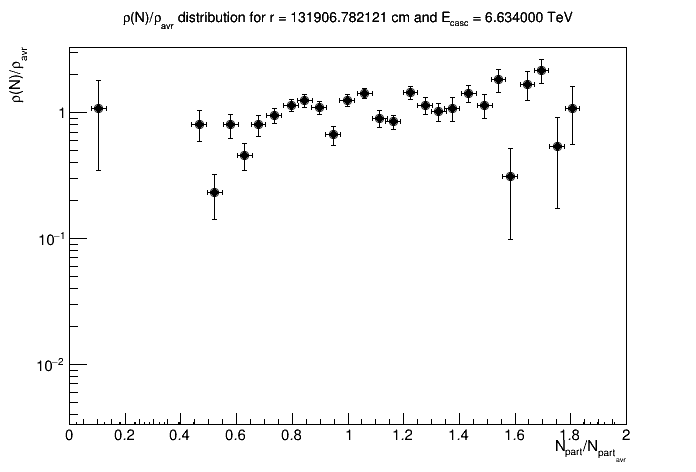 ρ(N)/ρavr distribution for r = 131906.782121 cm and Ecasc = 6.634000 TeV
ρ(N)/ρavr
1
10−1
10−2
0 0.2 0.4 0.6 0.8 1 1.2 1.4 1.6 1.8 2
Npart/Npartavr